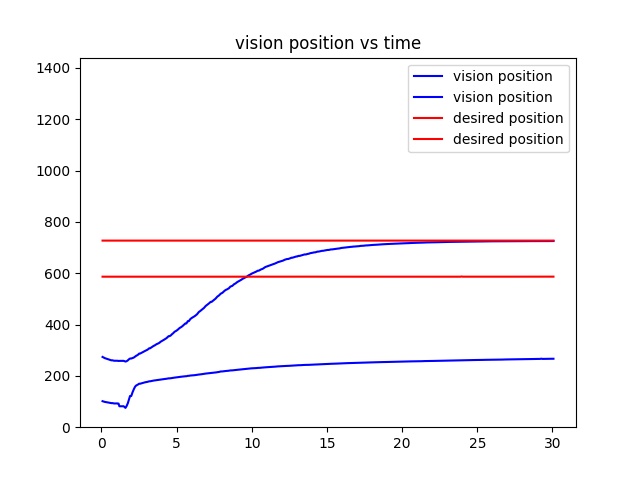 vision position vs time
1400
1200
1000
800
600
400
200
0
vision position
vision position
desired position
desired position
0 5 10 15 20 25 30